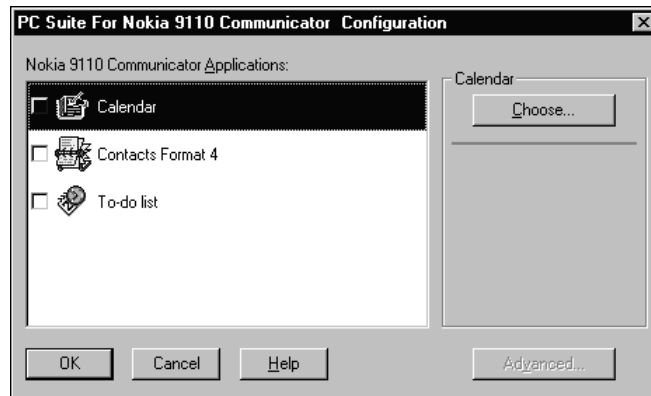 PC Suite For Nokia 9110 Communicator Configuration
Nokia 9110 Communicator Applications:
Calendar
Contacts Format 4
To-do list
Calendar
Choose...
OK
Cancel
Help
Advanced...